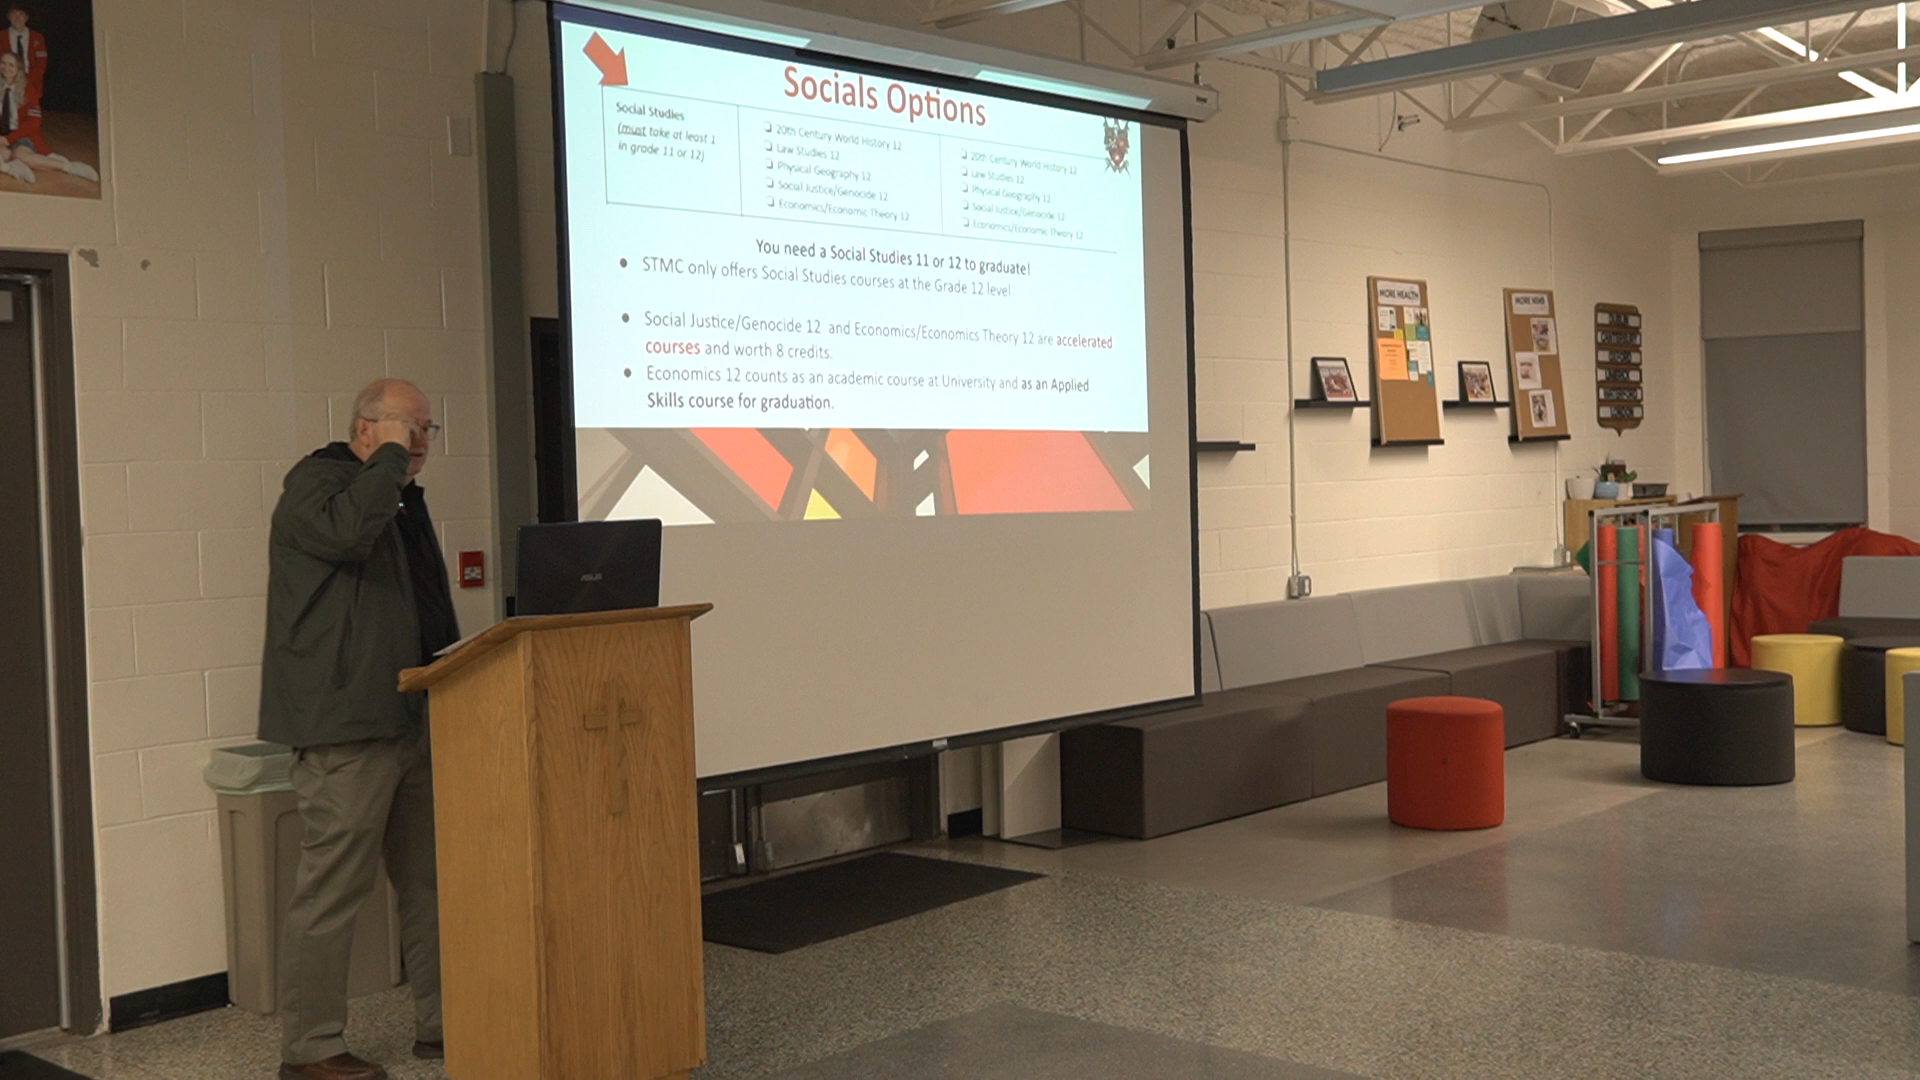 Socials Options
Social Studies
(must take at least 1
in grade 11 or 12)
20th Century World History 12
Law Studies 12
Physical Geography 12
Social Justice/Genocide 12
Economics/Economic Theory 12
20th Century World History 12
Law Studies 12
Physical Geography 12
Social Justice/Genocide 12
Economics/Economic Theory 12
You need a Social Studies 11 or 12 to graduate!
STMC only offers Social Studies courses at the Grade 12 level
Social Justice/Genocide 12 and Economics/Economics Theory 12 are accelerated
courses and worth 8 credits.
Economics 12 counts as an academic course at University and as an Applied
Skills course for graduation.
ASUS
MORE HEALTH
MORE NEWS